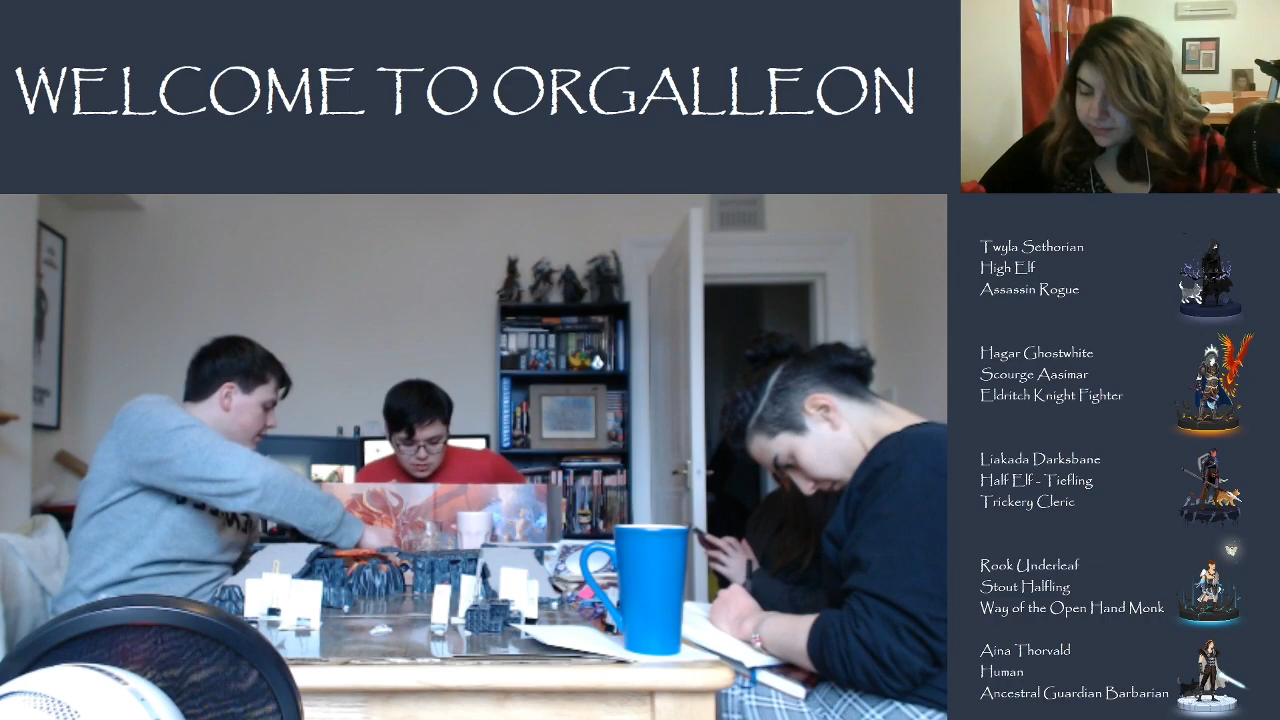 WELCOME TO ORGALLEON
Twyla Sethorian
High Elf
Assassin Rogue
Hagar Ghostwhite
Scourge Aasimar
Eldritch Knight Fighter
Liakada Darksbane
Half Elf - Tiefling
Trickery Cleric
Rook Underleaf
Stout Halfling
Way of the Open Hand Monk
Aina Thorvald
Human
Ancestral Guardian Barbarian